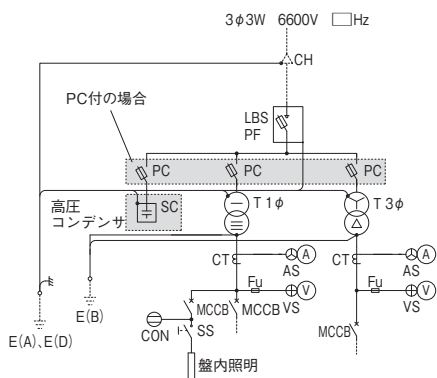 3φ3W 6600V □Hz
CH
PC付の場合
LBS
PF
PC
PC
PC
高圧
コンデンサ
SC
T1φ
T3φ
CT
A
AS
CT
A
AS
Fu
V
VS
Fu
V
VS
MCCB
MCCB
MCCB
E(B)
CON
SS
E(A)、E(D)
盤内照明